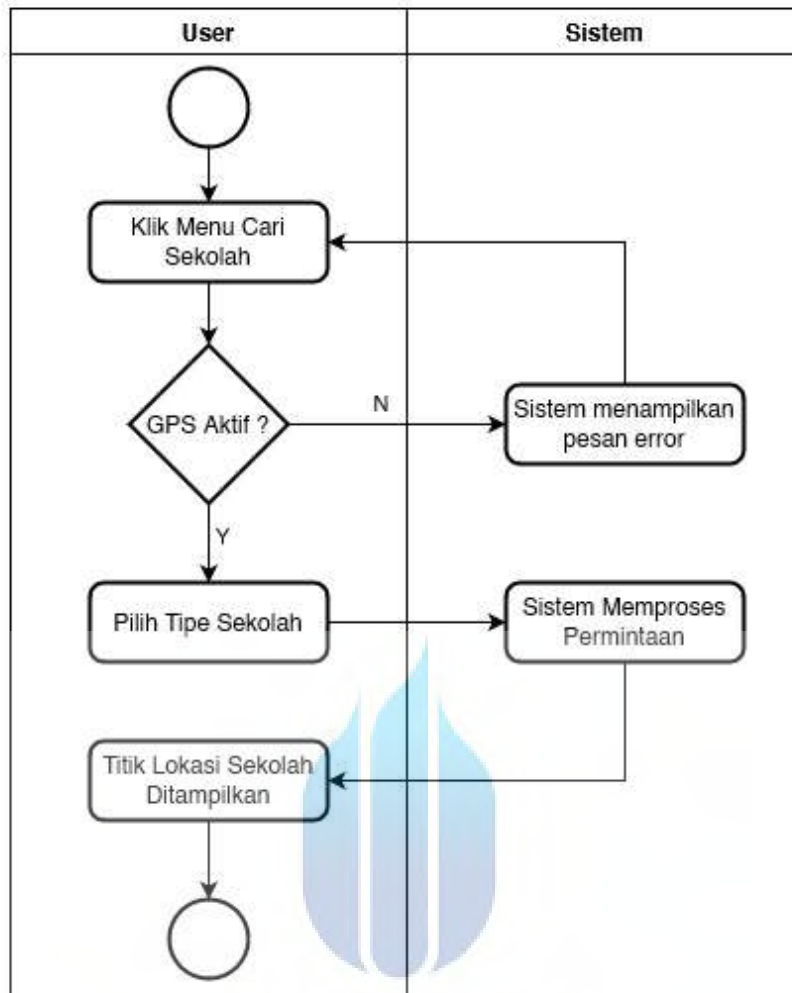 User
Sistem
Klik Menu Cari
Sekolah
GPS Aktif ?
N
Sistem menampilkan
pesan error
Y
Pilih Tipe Sekolah
Sistem Memproses
Permintaan
Titik Lokasi Sekolah
Ditampilkan